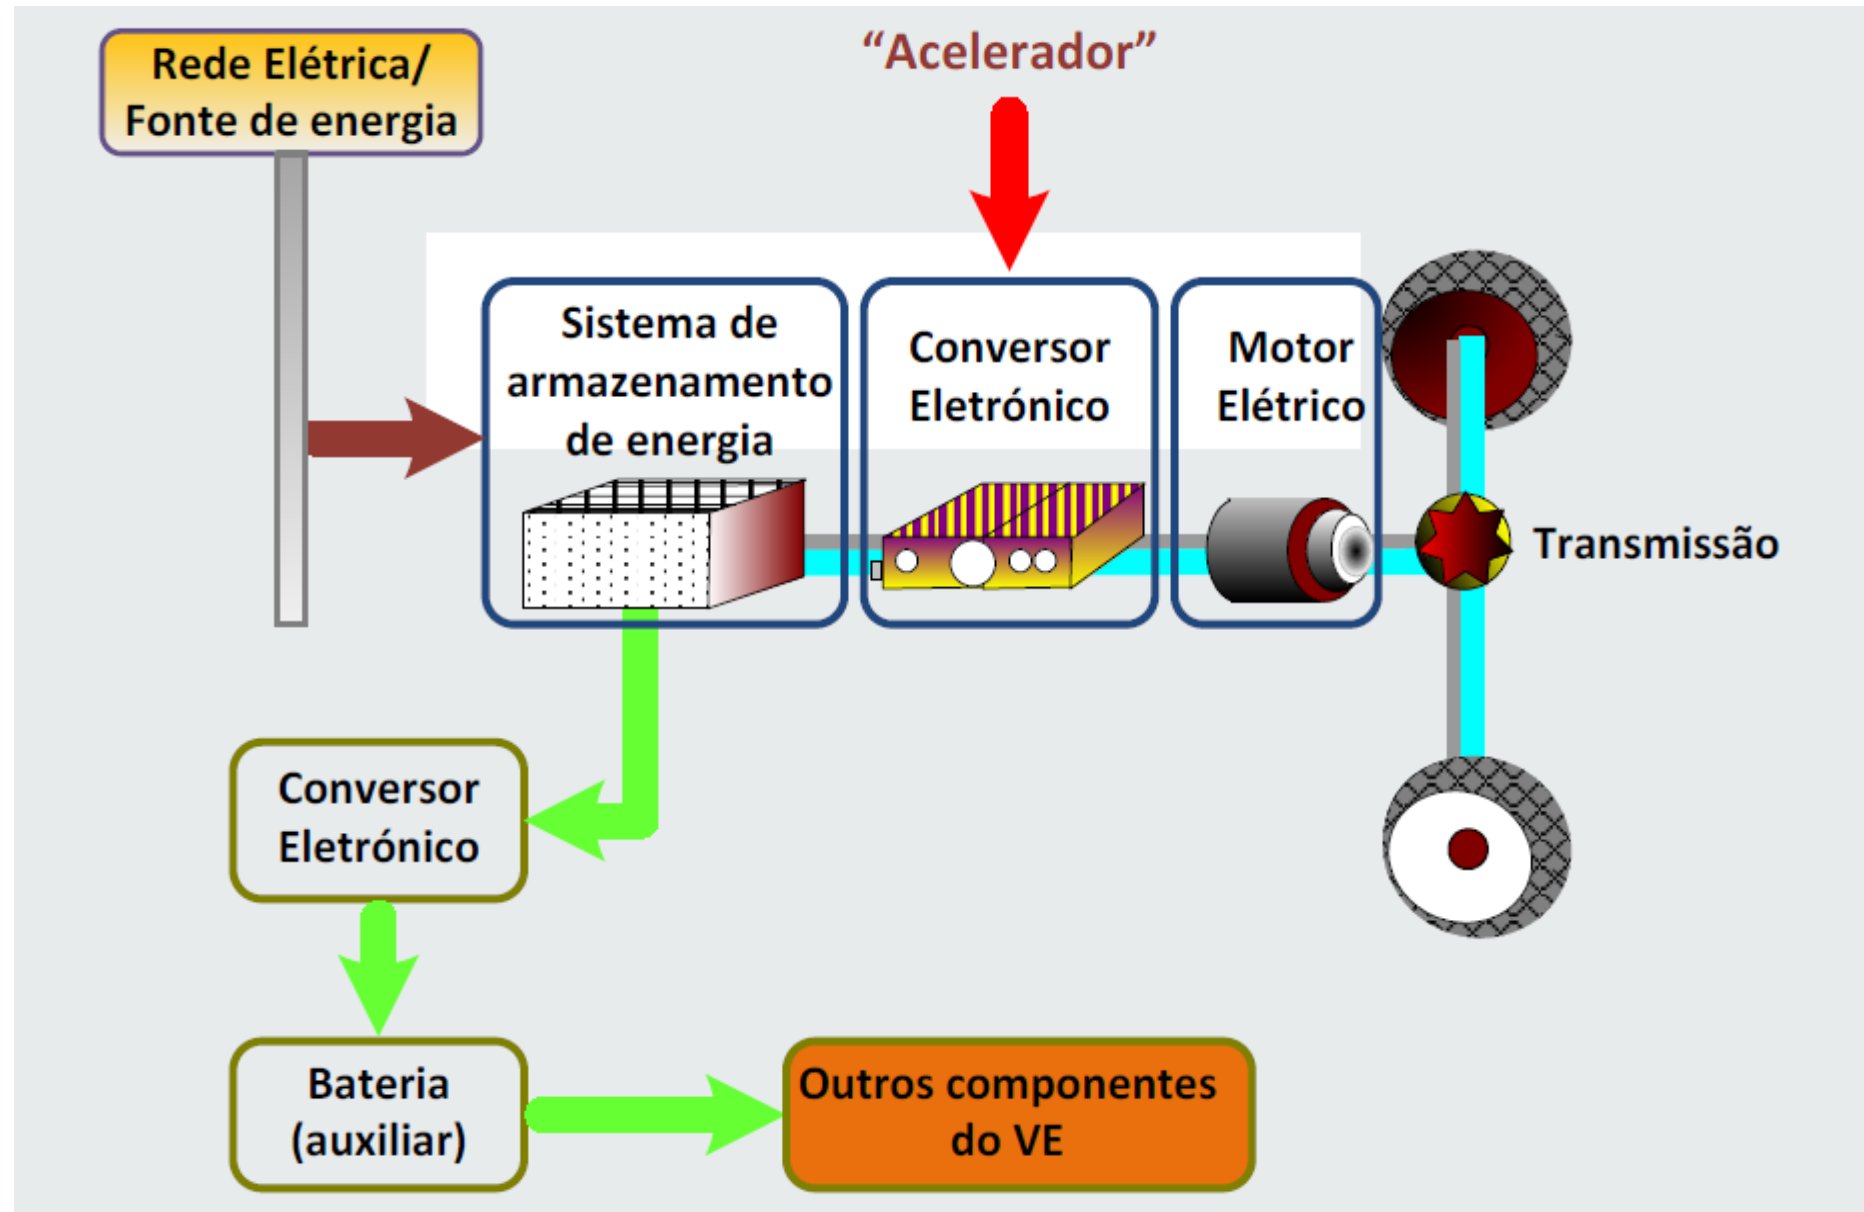 Rede Elétrica/
Fonte de energia
“Acelerador”
Sistema de
armazenamento
de energia
Conversor
Eletrónico
Motor
Elétrico
Transmissão
Conversor
Eletrónico
Bateria
(auxiliar)
Outros componentes
do VE